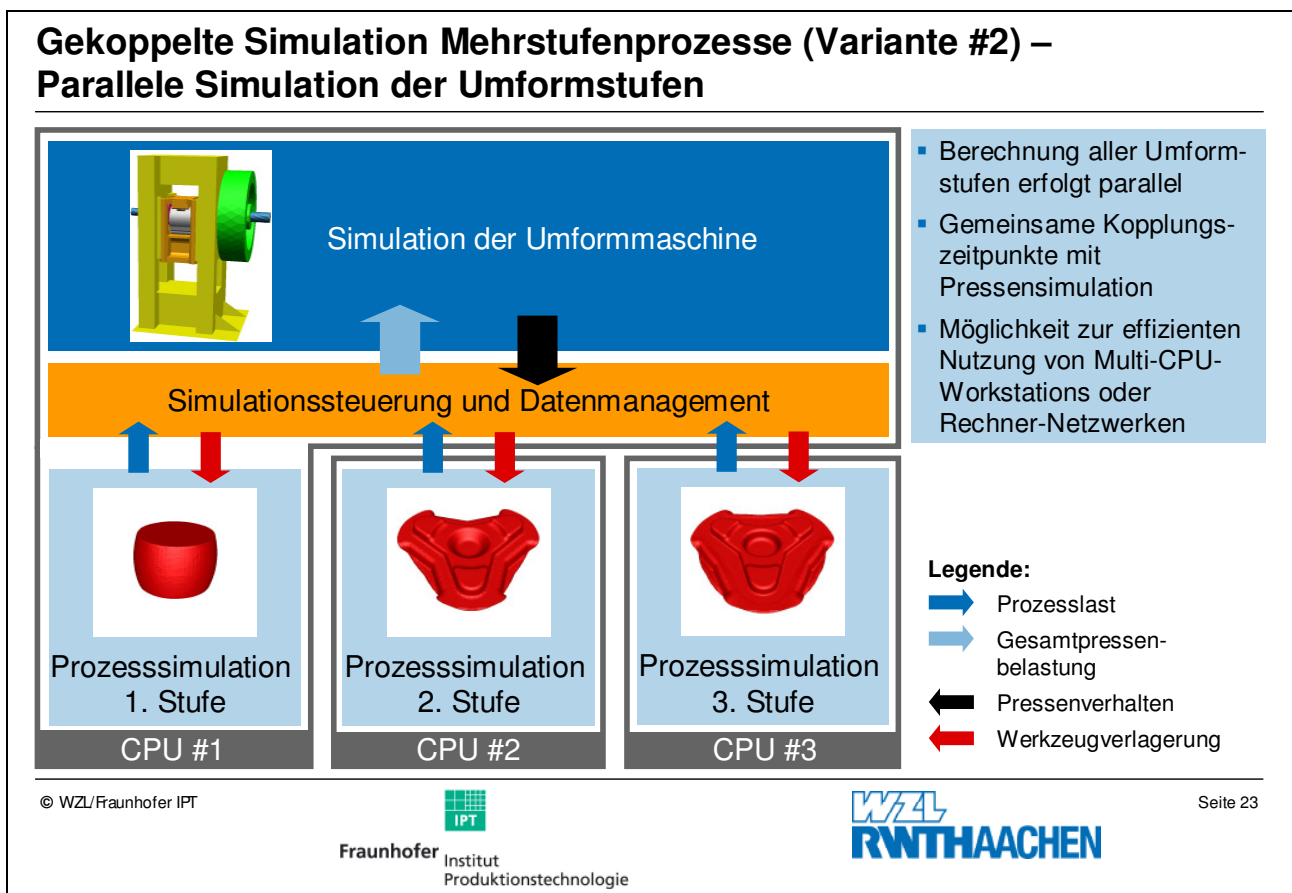 Gekoppelte Simulation Mehrstufenprozesse (Variante #2) –
Parallele Simulation der Umformstufen
Simulation der Umformmaschine
Simulationssteuerung und Datenmanagement
Prozesssimulation
1. Stufe
CPU #1
Prozesssimulation
2. Stufe
CPU #2
Prozesssimulation
3. Stufe
CPU #3
▪ Berechnung aller Umform-
stufen erfolgt parallel
▪ Gemeinsame Kopplungs-
zeitpunkte mit
Pressensimulation
▪ Möglichkeit zur effizienten
Nutzung von Multi-CPU-
Workstations oder
Rechner-Netzwerken
Legende:
Prozesslast
Gesamtpressen-
belastung
Pressenverhalten
Werkzeugverlagerung
© WZL/Fraunhofer IPT
IPT
Fraunhofer Institut
Produktionstechnologie
WZL
RWTHAACHEN
Seite 23